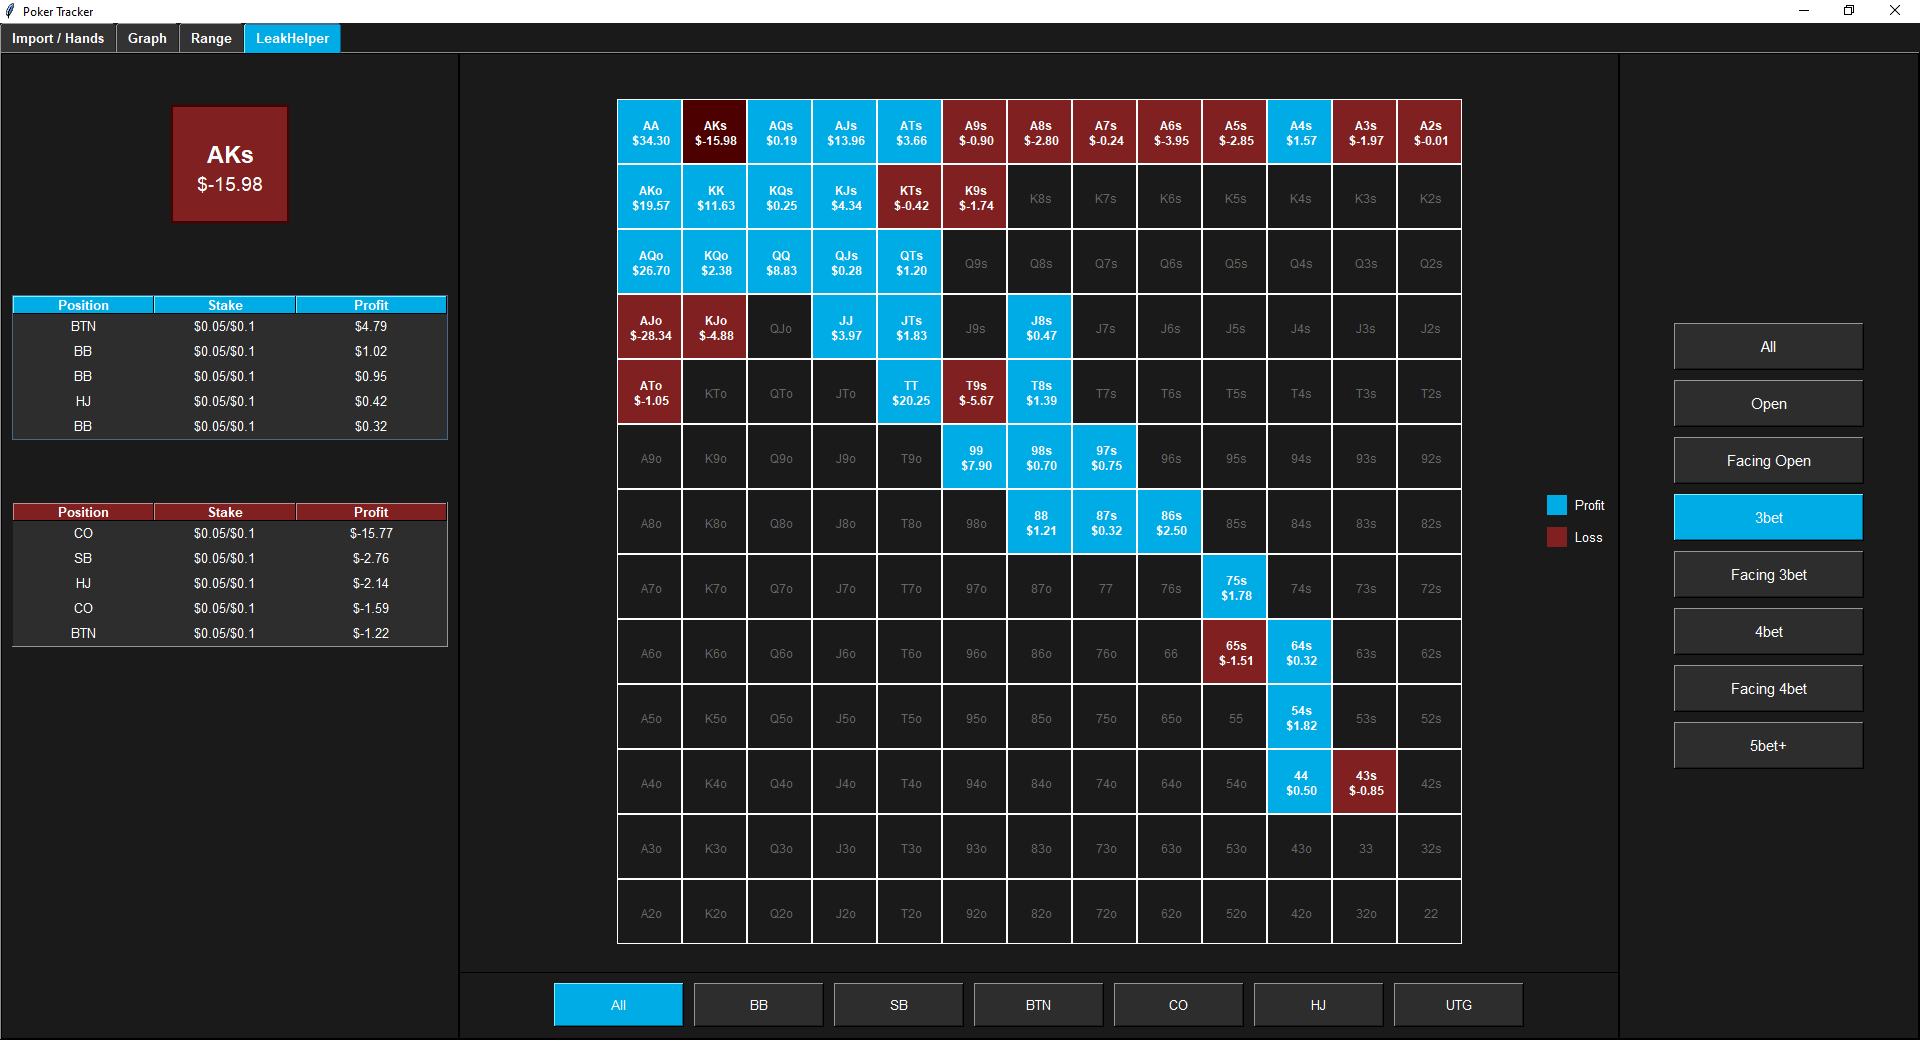 Poker Tracker
Import / Hands Graph Range LeakHelper
AKs
$-15.98
Position Stake Profit
BTN $0.05/$0.1 $4.79
BB $0.05/$0.1 $1.02
BB $0.05/$0.1 $0.95
HJ $0.05/$0.1 $0.42
BB $0.05/$0.1 $0.32
Position Stake Profit
CO $0.05/$0.1 $-15.77
SB $0.05/$0.1 $-2.76
HJ $0.05/$0.1 $-2.14
CO $0.05/$0.1 $-1.59
BTN $0.05/$0.1 $-1.22
AA AKs AQs AJs ATs A9s A8s A7s A6s A5s A4s A3s A2s
$34.30 $-15.98 $0.19 $13.96 $3.66 $-0.90 $-2.80 $-0.24 $-3.95 $-2.85 $1.57 $-1.97 $-0.01
AKo KK KQs KJs KTs K9s K8s K7s K6s K5s K4s K3s K2s
$19.57 $11.63 $0.25 $4.34 $-0.42 $-1.74
AQo KQo QQ QJs QTs Q9s Q8s Q7s Q6s Q5s Q4s Q3s Q2s
$26.70 $2.38 $8.83 $0.28 $1.20
AJo KJo QJo JJ JTs J9s J8s J7s J6s J5s J4s J3s J2s
$-28.34 $-4.88 $3.97 $1.83 $0.47
ATo KTo QTo JTo TT T9s T8s T7s T6s T5s T4s T3s T2s
$-1.05 $20.25 $-5.67 $1.39
A9o K9o Q9o J9o T9o 99 98s 97s 96s 95s 94s 93s 92s
$7.90 $0.70 $0.75
A8o K8o Q8o J8o T8o 98o 88 87s 86s 85s 84s 83s 82s
$1.21 $0.32 $2.50
A7o K7o Q7o J7o T7o 97o 87o 77 76s 75s 74s 73s 72s
$1.78
A6o K6o Q6o J6o T6o 96o 86o 76o 66 65s 64s 63s 62s
$-1.51 $0.32
A5o K5o Q5o J5o T5o 95o 85o 75o 65o 55 54s 53s 52s
$1.82
A4o K4o Q4o J4o T4o 94o 84o 74o 64o 54o 44 43s 42s
$0.50 $-0.85
A3o K3o Q3o J3o T3o 93o 83o 73o 63o 53o 43o 33 32s
A2o K2o Q2o J2o T2o 92o 82o 72o 62o 52o 42o 32o 22
Profit
Loss
All
Open
Facing Open
3bet
Facing 3bet
4bet
Facing 4bet
5bet+
All BB SB BTN CO HJ UTG